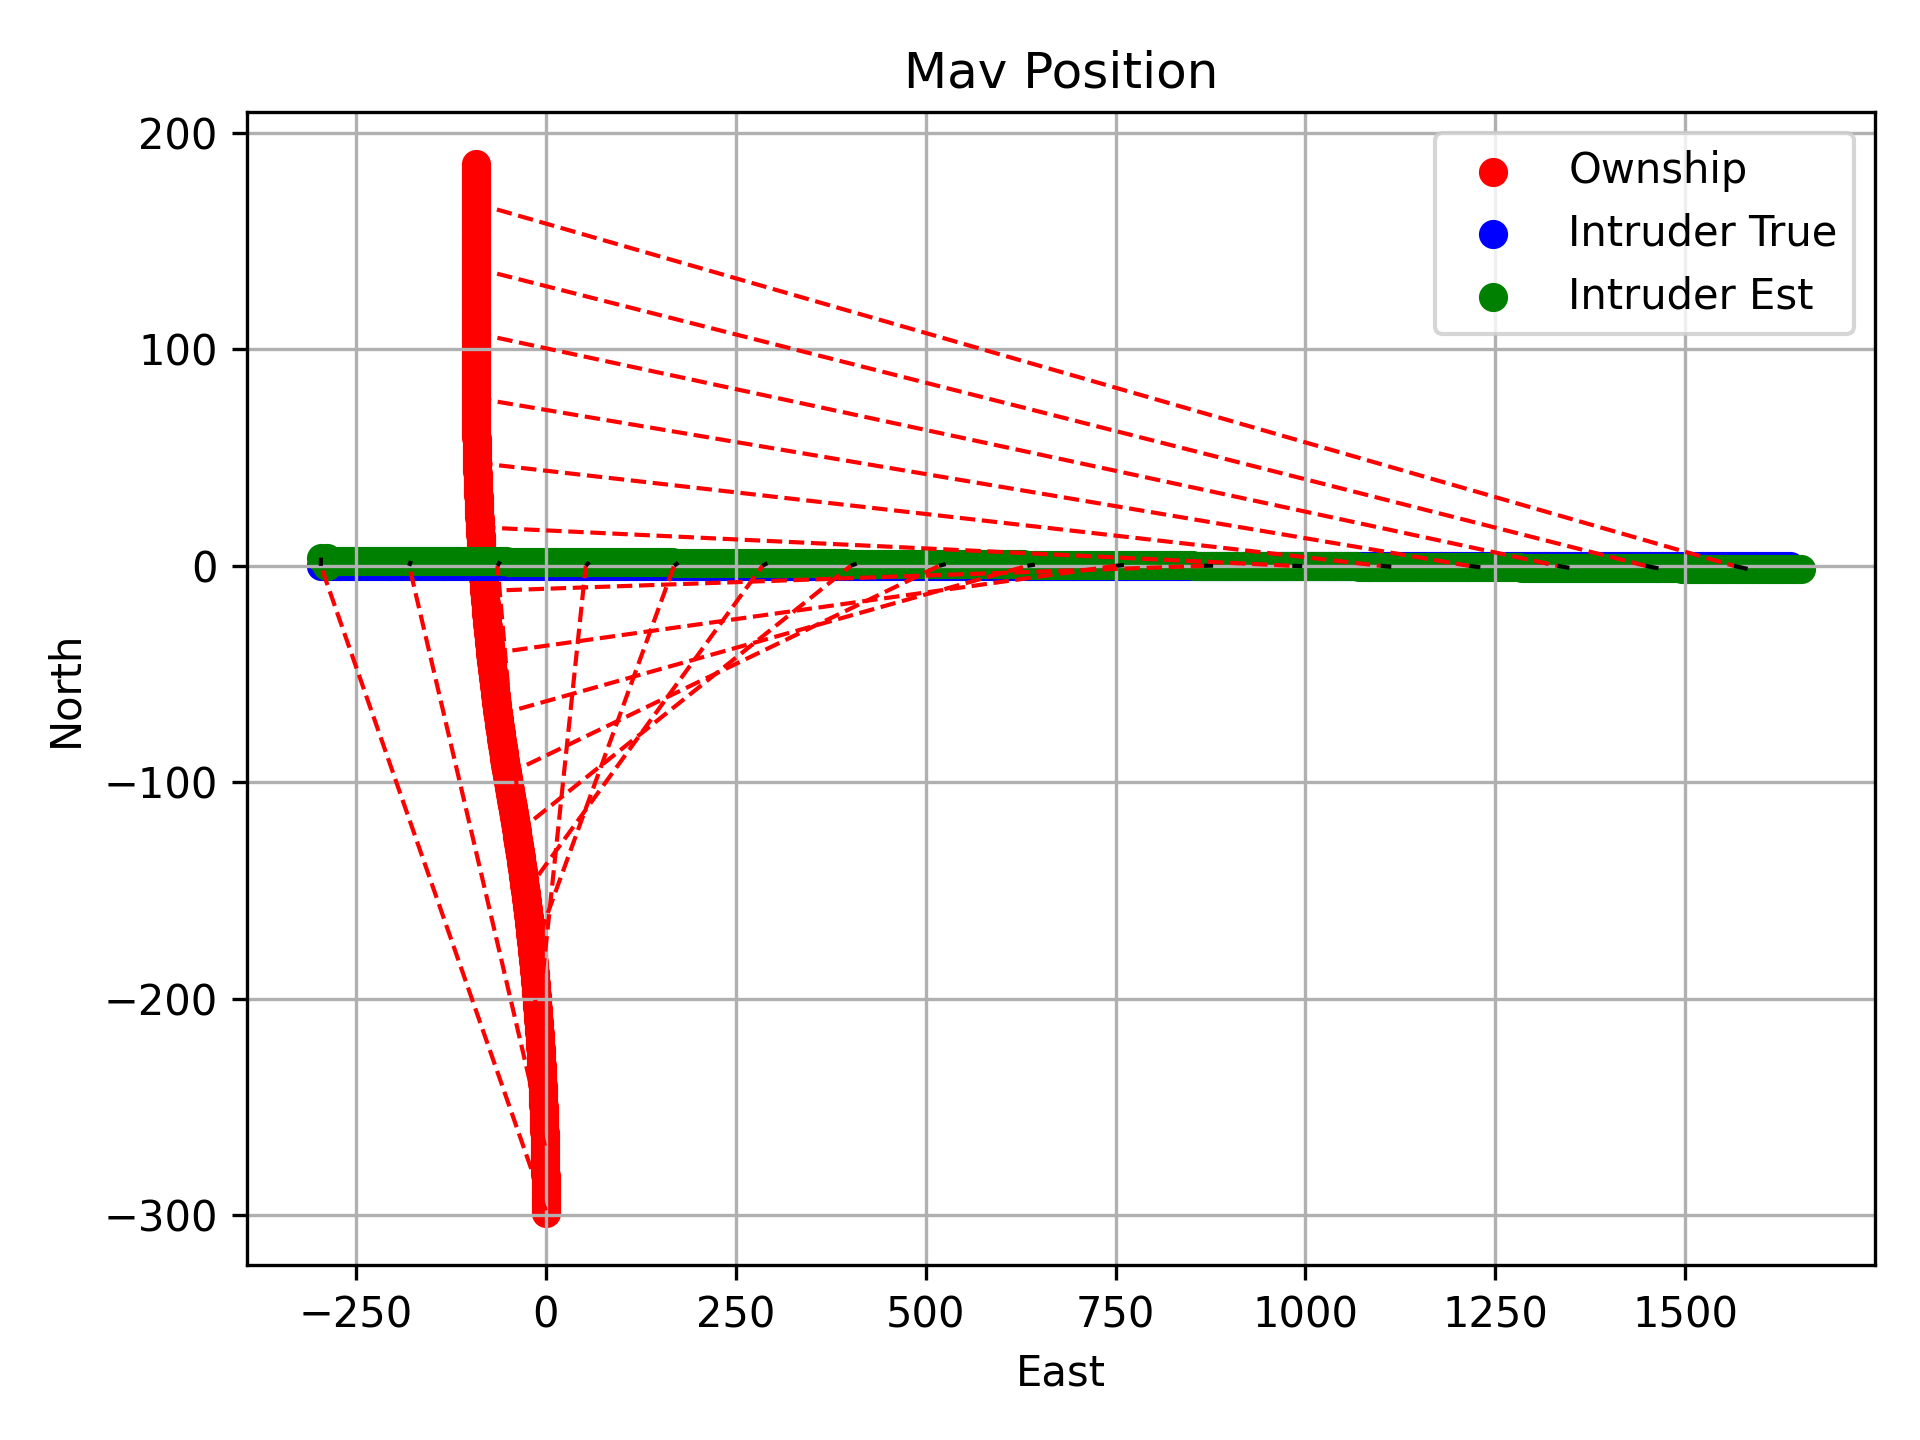 Mav Position
Ownship
Intruder True
Intruder Est
200
100
0
−100
−200
−300
North
−250 0 250 500 750 1000 1250 1500
East